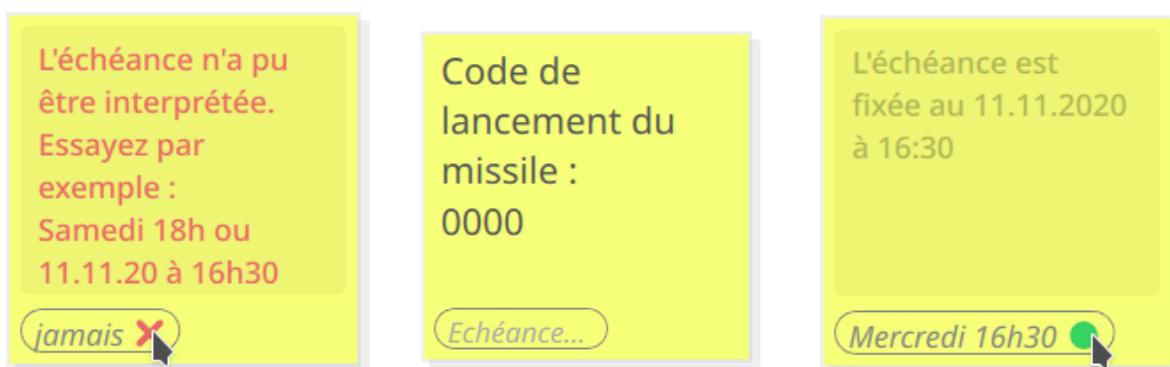 L'échéance n'a pu
être interprétée.
Essayez par
exemple :
Samedi 18h ou
11.11.20 à 16h30
jamais
Code de
lancement du
missile :
0000
Echéance...
L'échéance est
fixée au 11.11.2020
à 16:30
Mercredi 16h30